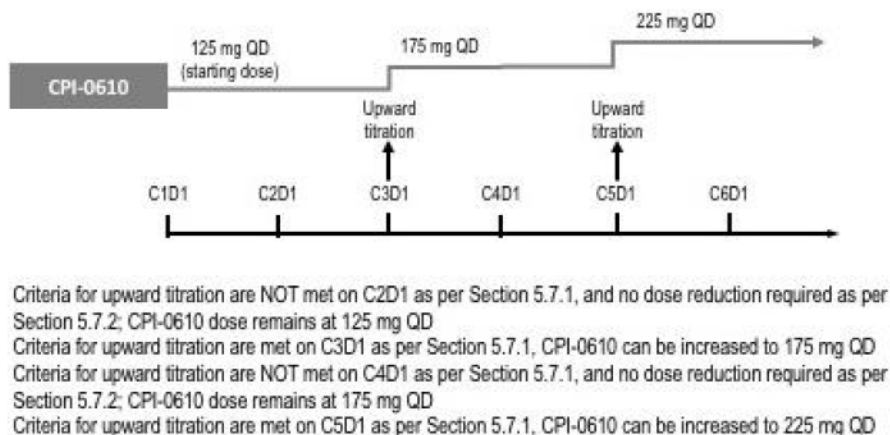 225 mg QD
125 mg QD
(starting dose)
175 mg QD
CPI-0610
Upward
titration
Upward
titration
C1D1 C2D1 C3D1 C4D1 C5D1 C6D1
Criteria for upward titration are NOT met on C2D1 as per Section 5.7.1, and no dose reduction required as per
Section 5.7.2; CPI-0610 dose remains at 125 mg QD
Criteria for upward titration are met on C3D1 as per Section 5.7.1, CPI-0610 can be increased to 175 mg QD
Criteria for upward titration are NOT met on C4D1 as per Section 5.7.1, and no dose reduction required as per
Section 5.7.2; CPI-0610 dose remains at 175 mg QD
Criteria for upward titration are met on C5D1 as per Section 5.7.1, CPI-0610 can be increased to 225 mg QD